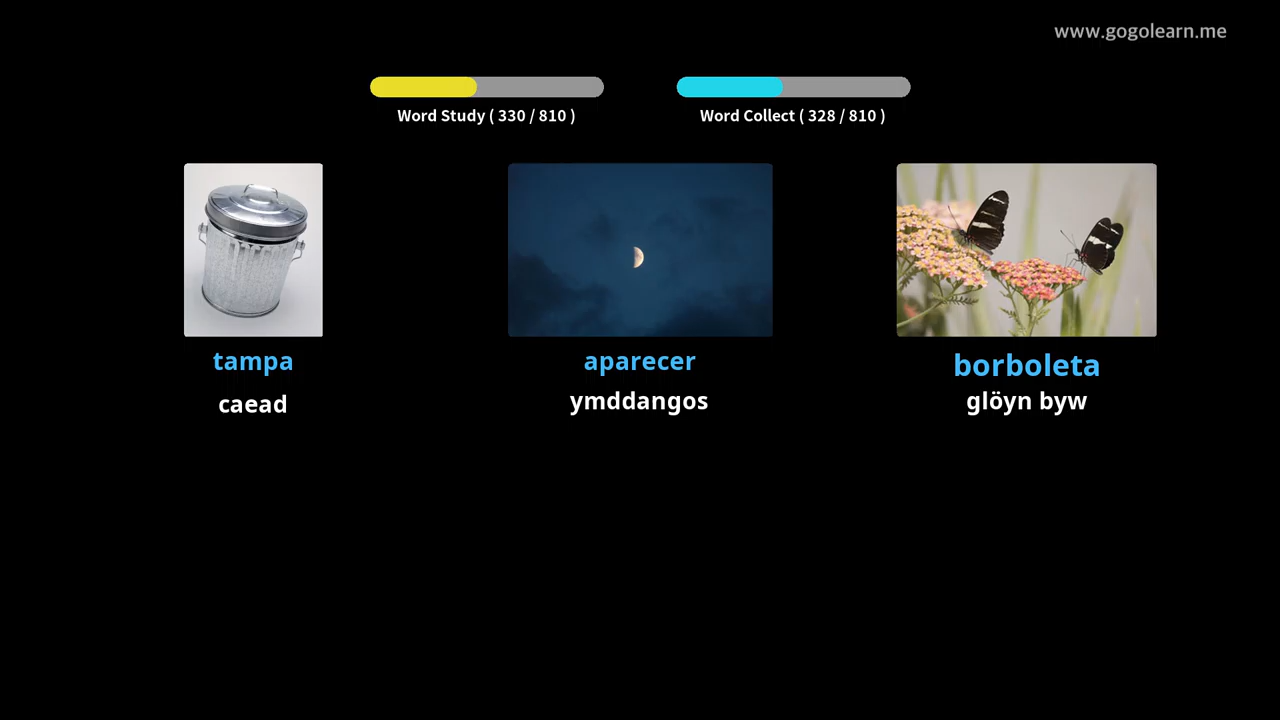 www.gogolearn.me
Word Study ( 330 / 810 )
Word Collect ( 328 / 810 )
tampa
caead
aparecer
ymddangos
borboleta
glöyn byw